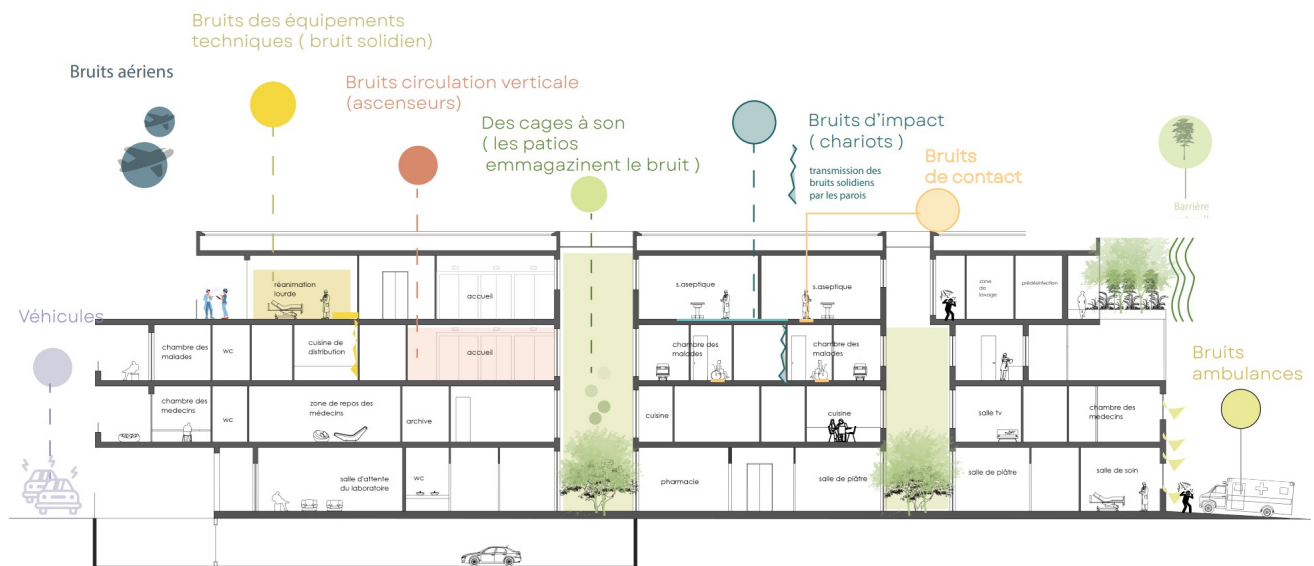 Bruits des équipements
techniques ( bruit solidien)
Bruits aériens
Bruits circulation verticale
(ascenseurs)
Des cages à son
( les patios
emmagazinent le bruit )
Bruits d'impact
( chariots )
transmission des
bruits solidiens
par les parois
Bruits
de contact
Barrière
réanimation
lourde
accueil
s.aseptique
s.aseptique
zone
de
lavage
prédésinfection
Véhicules
chambre des
malades
wc
cuisine de
distribution
accueil
chambre des
malades
chambre des
malades
Bruits
ambulances
chambre des
medecins
wc
zone de repos des
médecins
archive
cuisine
cuisine
salle tv
chambre des
medecins
salle d'attente
du laboratoire
wc
pharmacie
salle de plâtre
salle de plâtre
salle de soin